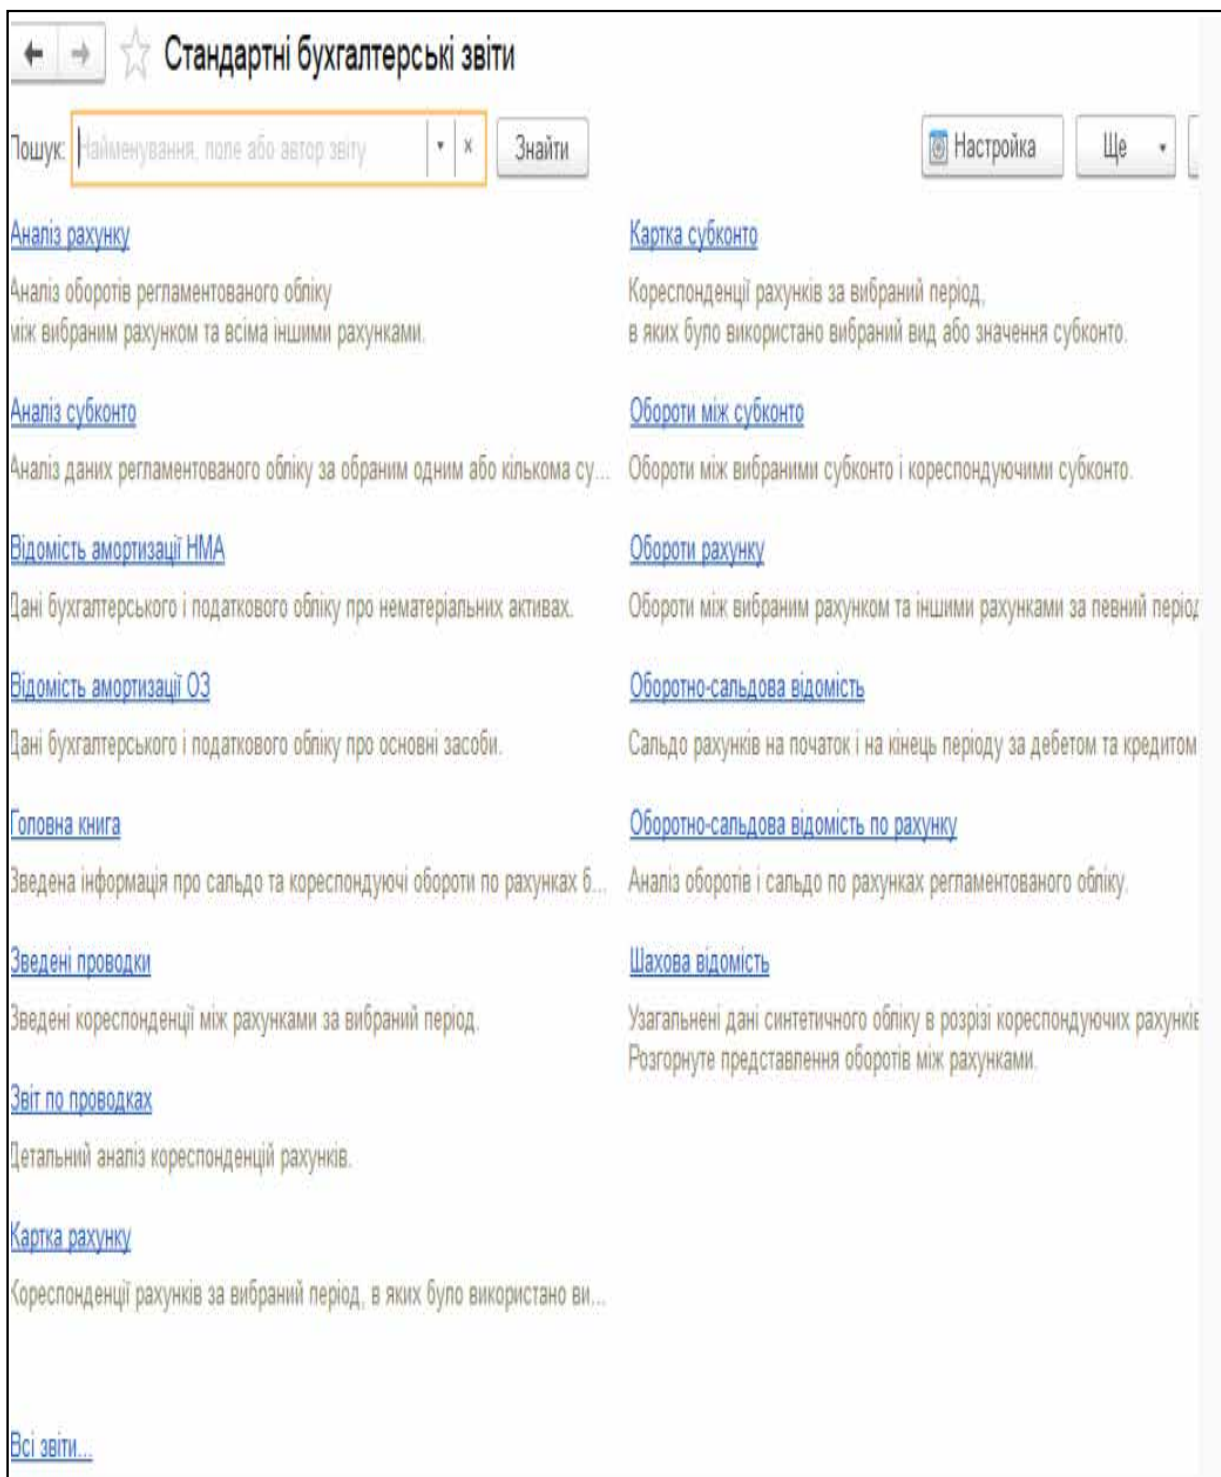 Стандартні бухгалтерські звіти
Пошук: Найменування, поле або автор звіту × Знайти Настройка Ще
Аналіз рахунку
Аналіз оборотів регламентованого обліку
між вибраним рахунком та всіма іншими рахунками.
Аналіз субконто
Аналіз даних регламентованого обліку за обраним одним або кількома су...
Відомість амортизації НМА
Дані бухгалтерського і податкового обліку про нематеріальних активах.
Відомість амортизації ОЗ
Дані бухгалтерського і податкового обліку про основні засоби.
Головна книга
Зведена інформація про сальдо та кореспондуючі обороти по рахунках б...
Зведені проводки
Зведені кореспонденції між рахунками за вибраний період.
Звіт по проводках
Детальний аналіз кореспонденцій рахунків.
Картка рахунку
Кореспонденції рахунків за вибраний період, в яких було використано ви...
Всі звіти...
Картка субконто
Кореспонденції рахунків за вибраний період,
в яких було використано вибраний вид або значення субконто.
Обороти між субконто
Обороти між вибраними субконто і кореспондуючими субконто.
Обороти рахунку
Обороти між вибраним рахунком та іншими рахунками за певний період
Оборотно-сальдова відомість
Сальдо рахунків на початок і на кінець періоду за дебетом та кредитом
Оборотно-сальдова відомість по рахунку
Аналіз оборотів і сальдо по рахунках регламентованого обліку.
Шахова відомість
Узагальнені дані синтетичного обліку в розрізі кореспондуючих рахунків
Розгорнуте представлення оборотів між рахунками.